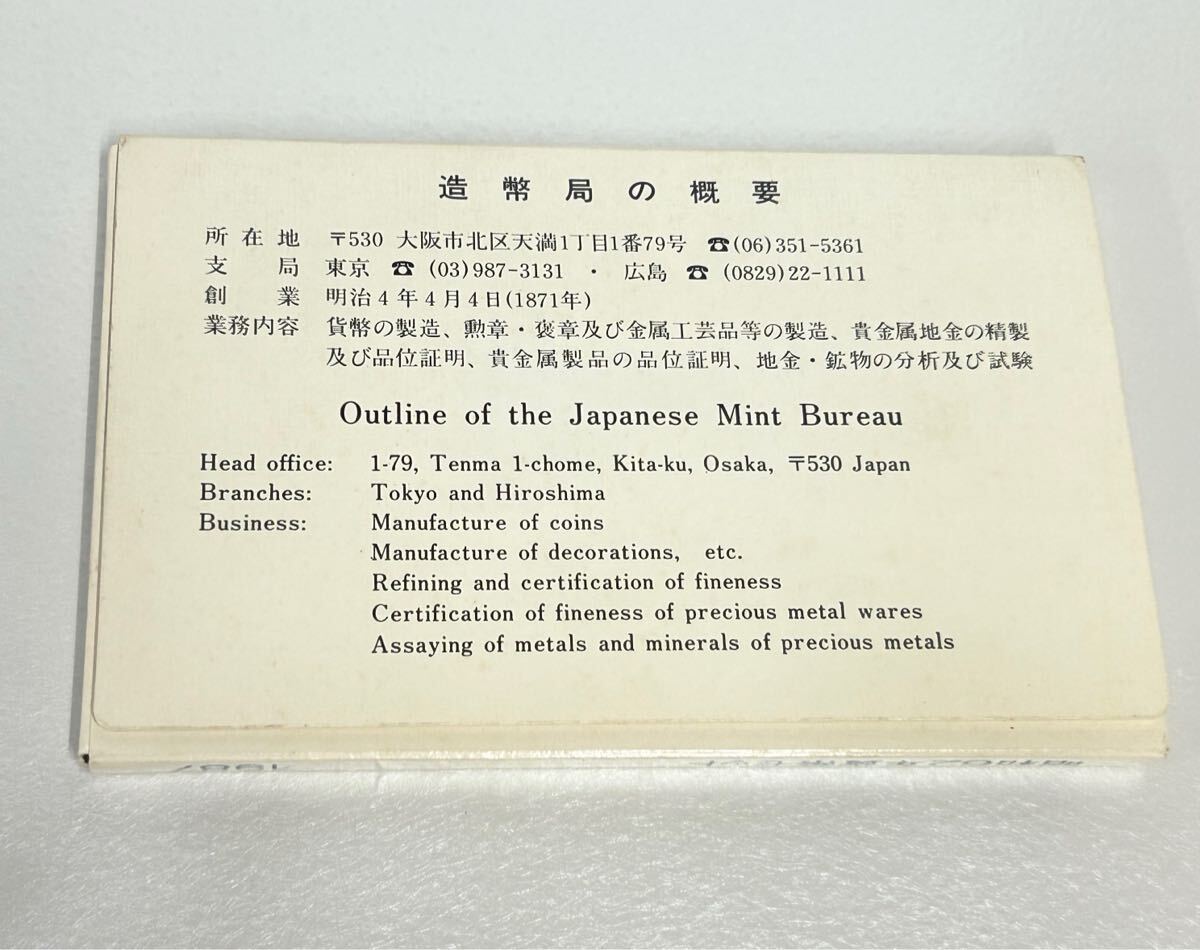 造幣局の概要
所在地 〒530 大阪市北区天満1丁目1番79号 ☎(06)351-5361
支局 東京 ☎ (03)987-3131 ・ 広島 ☎ (0829)22-1111
創業 明治4年4月4日(1871年)
業務内容 貨幣の製造、勲章・褒章及び金属工芸品等の製造、貴金属地金の精製
及び品位証明、貴金属製品の品位証明、地金・鉱物の分析及び試験
Outline of the Japanese Mint Bureau
Head office: 1-79, Tenma 1-chome, Kita-ku, Osaka, 〒530 Japan
Branches: Tokyo and Hiroshima
Business: Manufacture of coins
Manufacture of decorations, etc.
Refining and certification of fineness
Certification of fineness of precious metal wares
Assaying of metals and minerals of precious metals